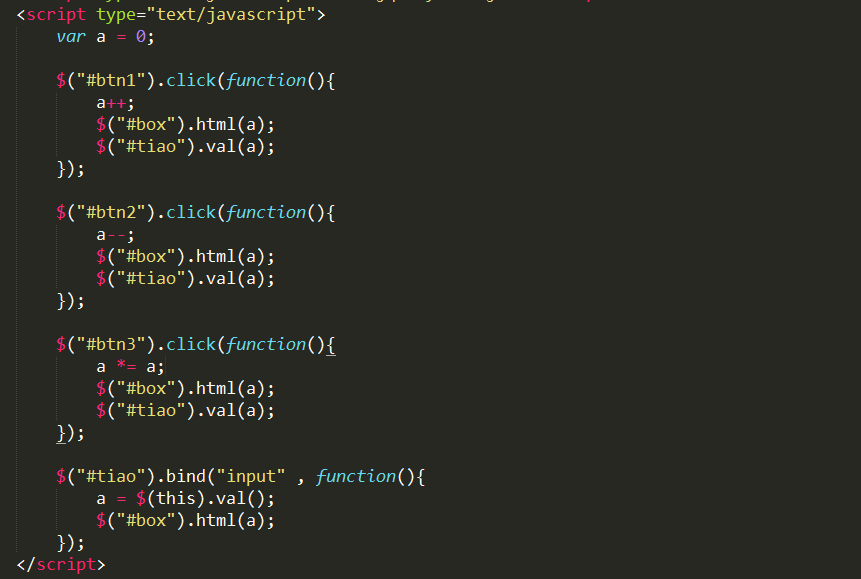 <script type="text/javascript">
var a = 0;
$("#btn1").click(function(){
a++;
$("#box").html(a);
$("#tiao").val(a);
});
$("#btn2").click(function(){
a--;
$("#box").html(a);
$("#tiao").val(a);
});
$("#btn3").click(function(){
a *= a;
$("#box").html(a);
$("#tiao").val(a);
});
$("#tiao").bind("input" , function(){
a = $(this).val();
$("#box").html(a);
});
</script>